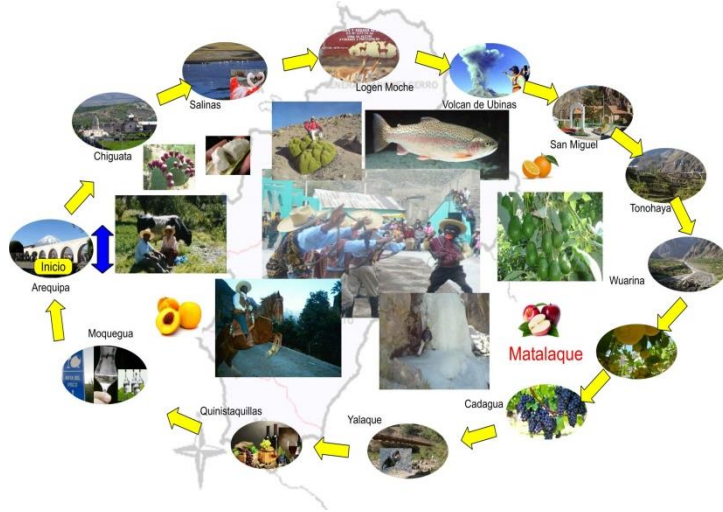 Salinas
Logen Moche
Volcan de Ubinas
San Miguel
Chiguata
Tonohaya
Inicio
Arequipa
Wuarina
Moquegua
Matalaque
Cadagua
Quinistaquillas
Yalaque